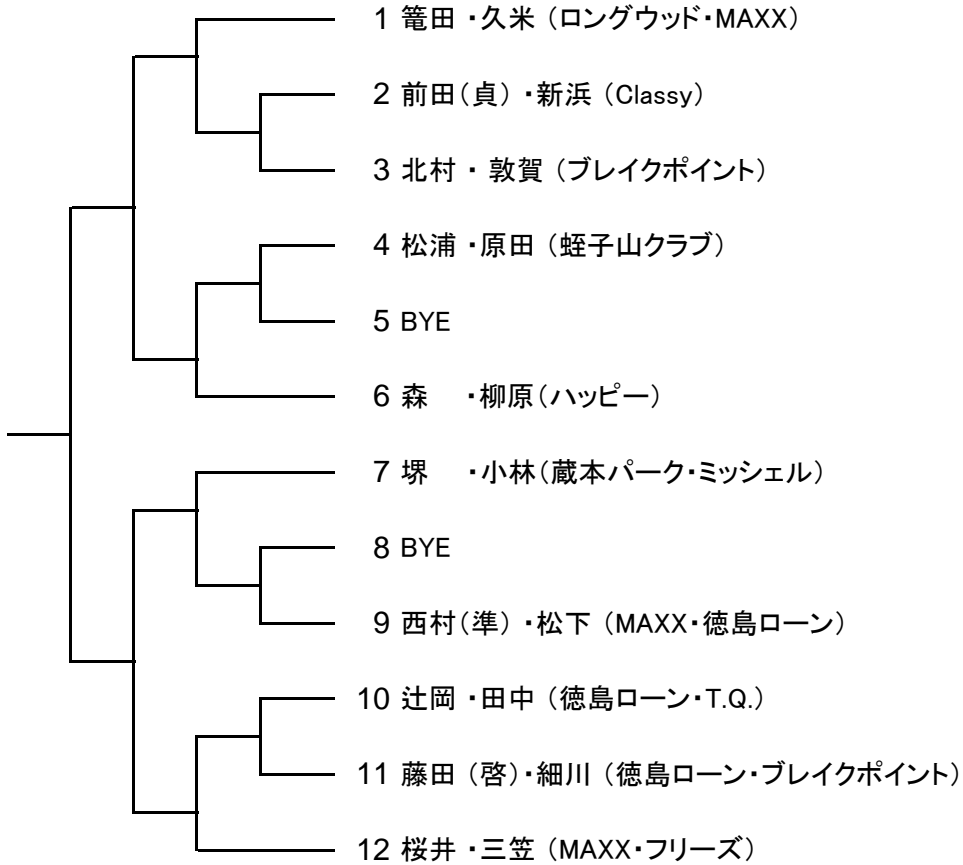 1 篭田 ・久米 （ロングウッド・MAXX）
2 前田（貞） ・新浜 （Classy）
3 北村 ・ 敦賀 （ブレイクポイント）
4 松浦 ・原田 （蛭子山クラブ）
5 BYE
6 森　・柳原（ハッピー）
7 堺　・小林（蔵本パーク・ミッシェル）
8 BYE
9 西村（準） ・松下 （MAXX・徳島ローン）
10 辻岡 ・田中 （徳島ローン・T.Q.）
11 藤田 （啓）・細川 （徳島ローン・ブレイクポイント）
12 桜井 ・三笠 （MAXX・フリーズ）